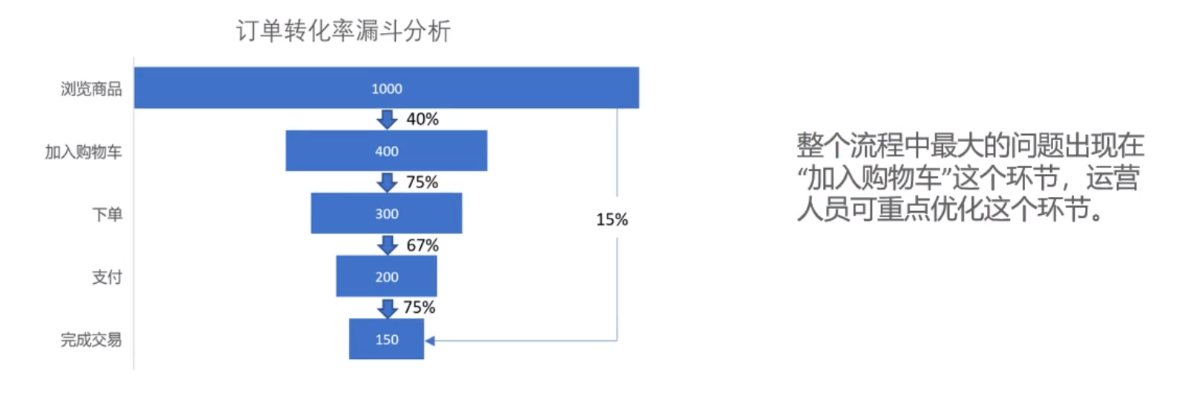 订单转化率漏斗分析
浏览商品
1000
40%
加入购物车
400
75%
下单
300
67%
支付
200
75%
完成交易
150
15%
整个流程中最大的问题出现在
“加入购物车”这个环节，运营
人员可重点优化这个环节。